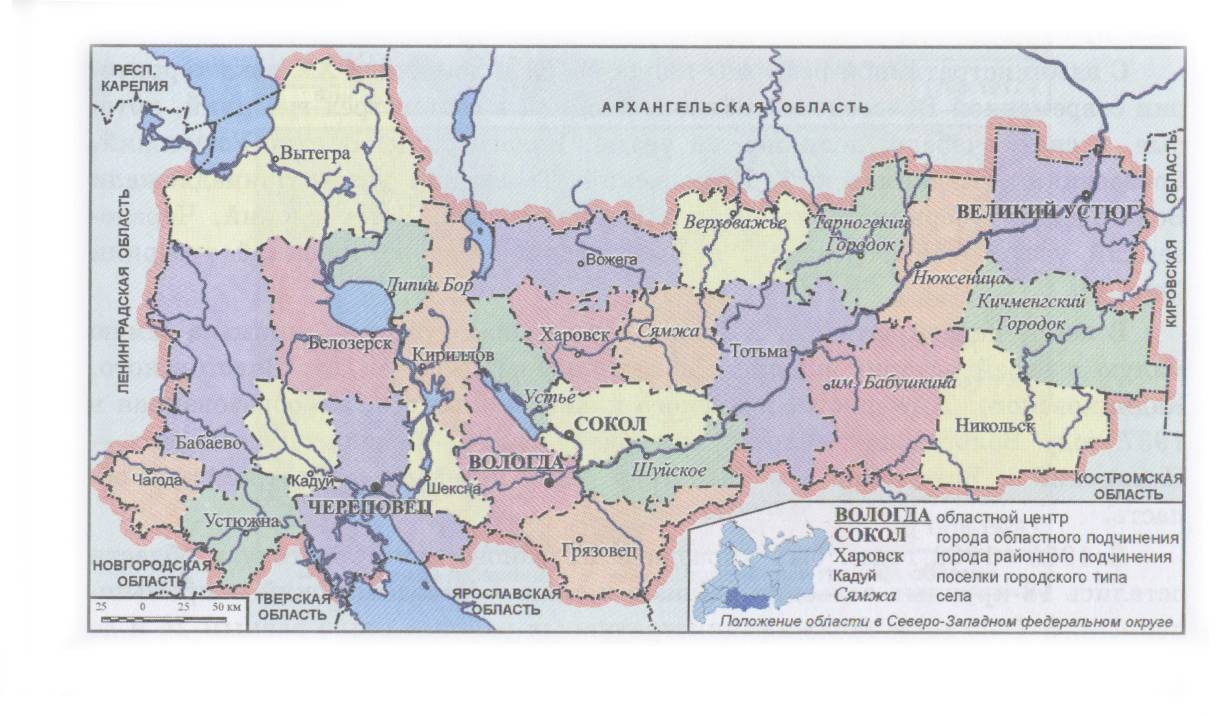 РЕСП.
КАРЕЛИЯ
АРХАНГЕЛЬСКАЯ ОБЛАСТЬ
ЛЕНИНГРАДСКАЯ ОБЛАСТЬ
КИРОВСКАЯ ОБЛАСТЬ
Вытегра
ВЕЛИКИЙ УСТЮГ
Верховажье
Тарногский
Городок
Вожега
Нюксеница
Липин Бор
Кичменгский
Городок
Белозерск
Кириллов
Харовск
Сямжа
Тотьма
им. Бабушкина
Устье
СОКОЛ
Никольск
Бабаево
ВОЛОГДА
Шуйское
Чагода
Кадуй
Шексна
ЧЕРЕПОВЕЦ
Устюжна
Грязовец
КОСТРОМСКАЯ
ОБЛАСТЬ
НОВГОРОДСКАЯ
ОБЛАСТЬ
ТВЕРСКАЯ
ОБЛАСТЬ
ЯРОСЛАВСКАЯ
ОБЛАСТЬ
25 0 25 50 км
ВОЛОГДА областной центр
СОКОЛ города областного подчинения
Харовск города районного подчинения
Кадуй поселки городского типа
Сямжа села
Положение области в Северо-Западном федеральном округе